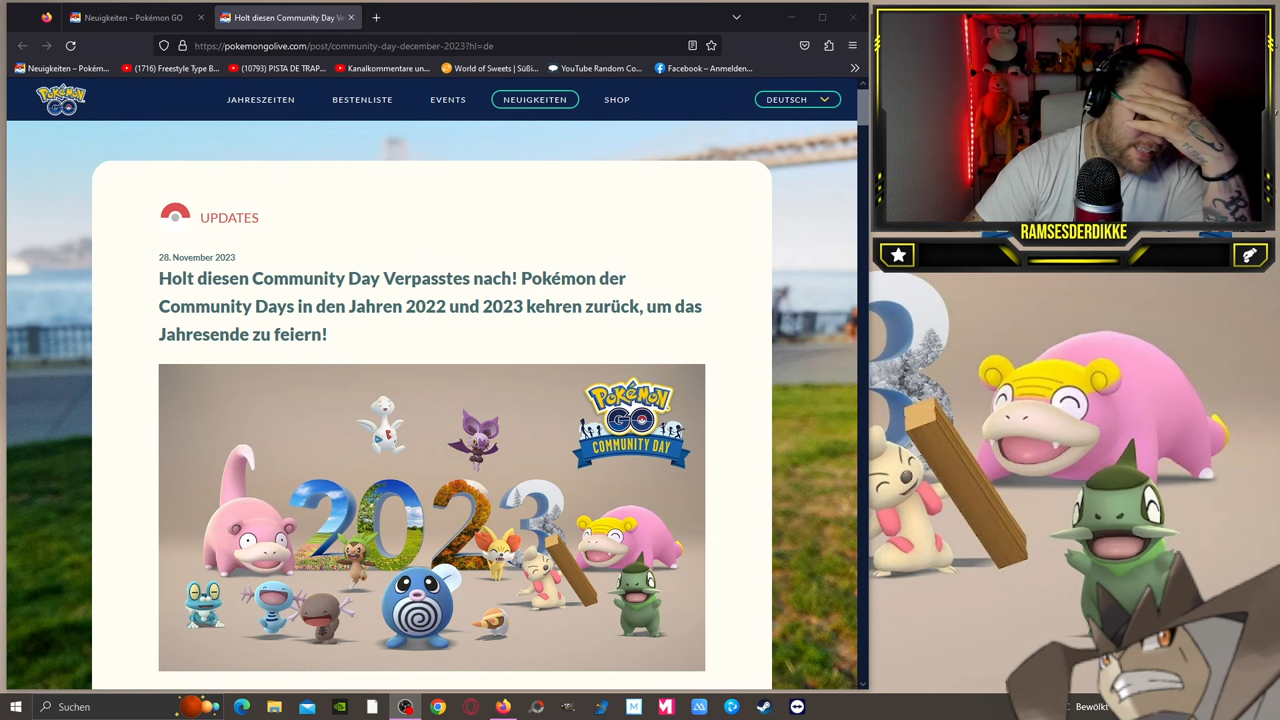 Neuigkeiten – Pokémon GO
Holt diesen Community Day Ve
https://pokemongolive.com/post/community-day-december-2023?hl=de
Neuigkeiten – Pokém...
(1716) Freestyle Type B...
(10793) PISTA DE TRAP...
Kanalkommentare un...
World of Sweets | Süßi...
YouTube Random Co...
Facebook – Anmelden...
POKÉMON GO
JAHRESZEITEN
BESTENLISTE
EVENTS
NEUIGKEITEN
SHOP
DEUTSCH
UPDATES
28. November 2023
Holt diesen Community Day Verpasstes nach! Pokémon der
Community Days in den Jahren 2022 und 2023 kehren zurück, um das
Jahresende zu feiern!
POKÉMON
GO
COMMUNITY DAY
2023
RAMSESDERDIKKE
Suchen
Bewölkt